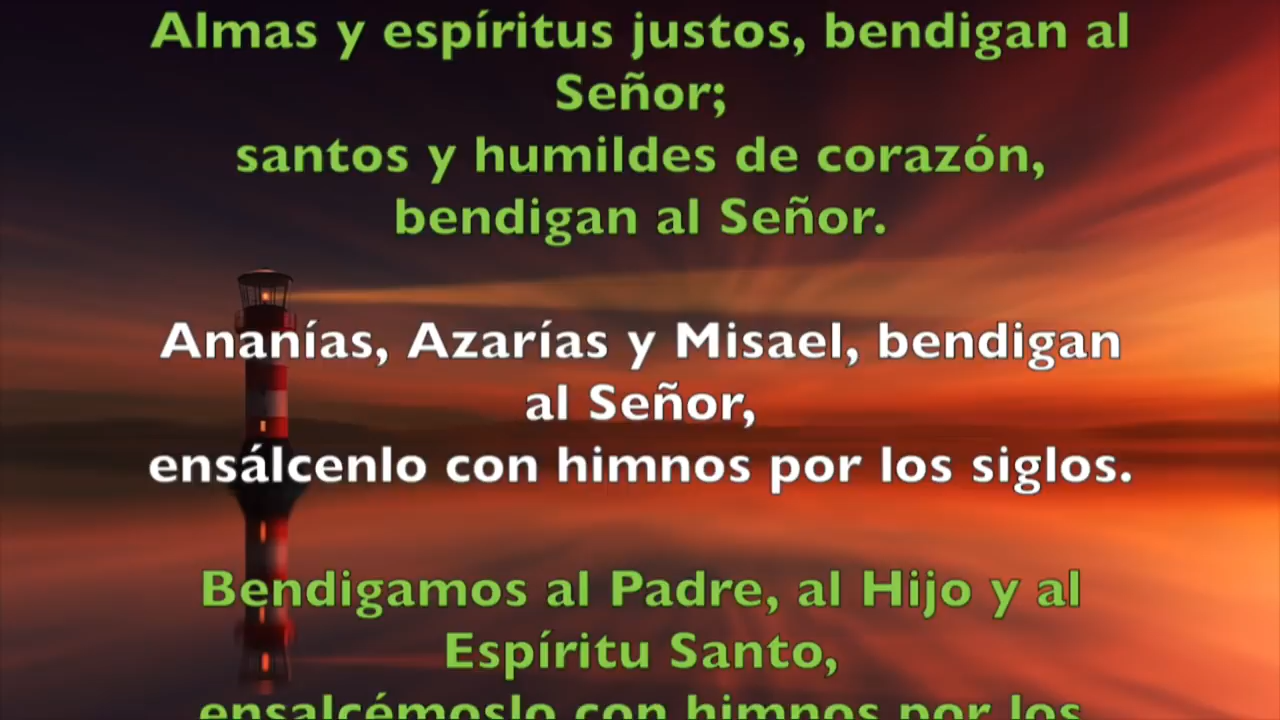 Almas y espíritus justos, bendigan al
Señor;
santos y humildes de corazón,
bendigan al Señor.
Ananías, Azarías y Misael, bendigan
al Señor,
ensálcenlo con himnos por los siglos.
Bendigamos al Padre, al Hijo y al
Espíritu Santo,
ensalcémoslo con himnos por los